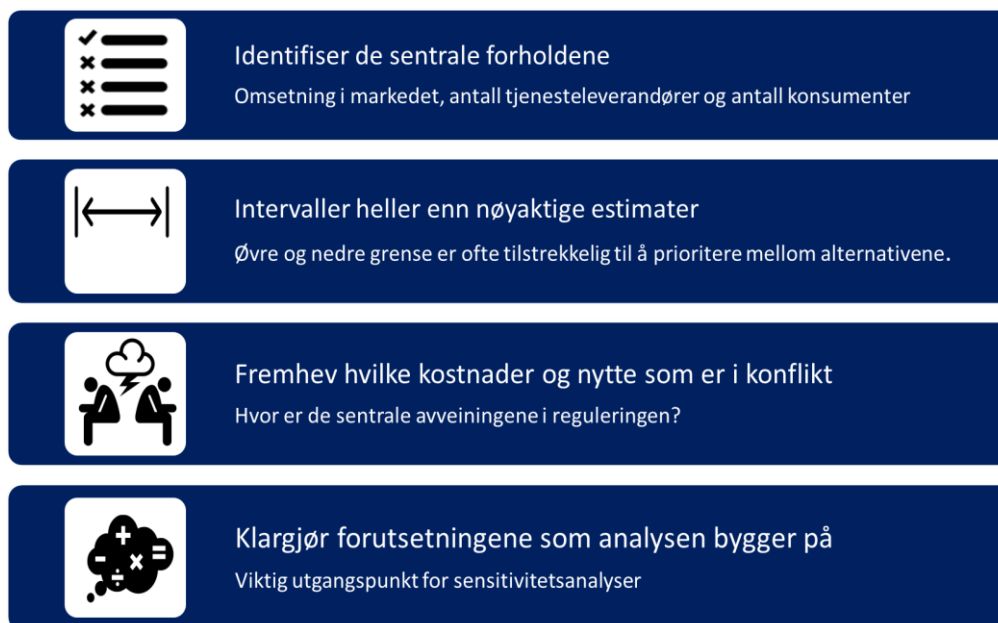 Identifiser de sentrale forholdene
Omsetning i markedet, antall tjenesteleverandører og antall konsumenter
Intervaller heller enn nøyaktige estimater
Øvre og nedre grense er ofte tilstrekkelig til å prioritere mellom alternativene.
Fremhev hvilke kostnader og nytte som er i konflikt
Hvor er de sentrale avveiningene i reguleringen?
Klargjør forutsetningene som analysen bygger på
Viktig utgangspunkt for sensitivitetsanalyser